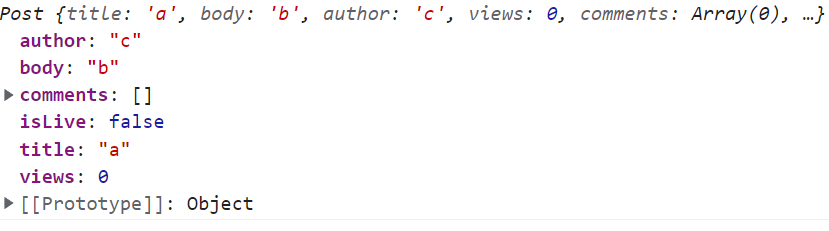 Post {title: 'a', body: 'b', author: 'c', views: 0, comments: Array(0), …}
author: "c"
body: "b"
comments: []
isLive: false
title: "a"
views: 0
[[Prototype]]: Object